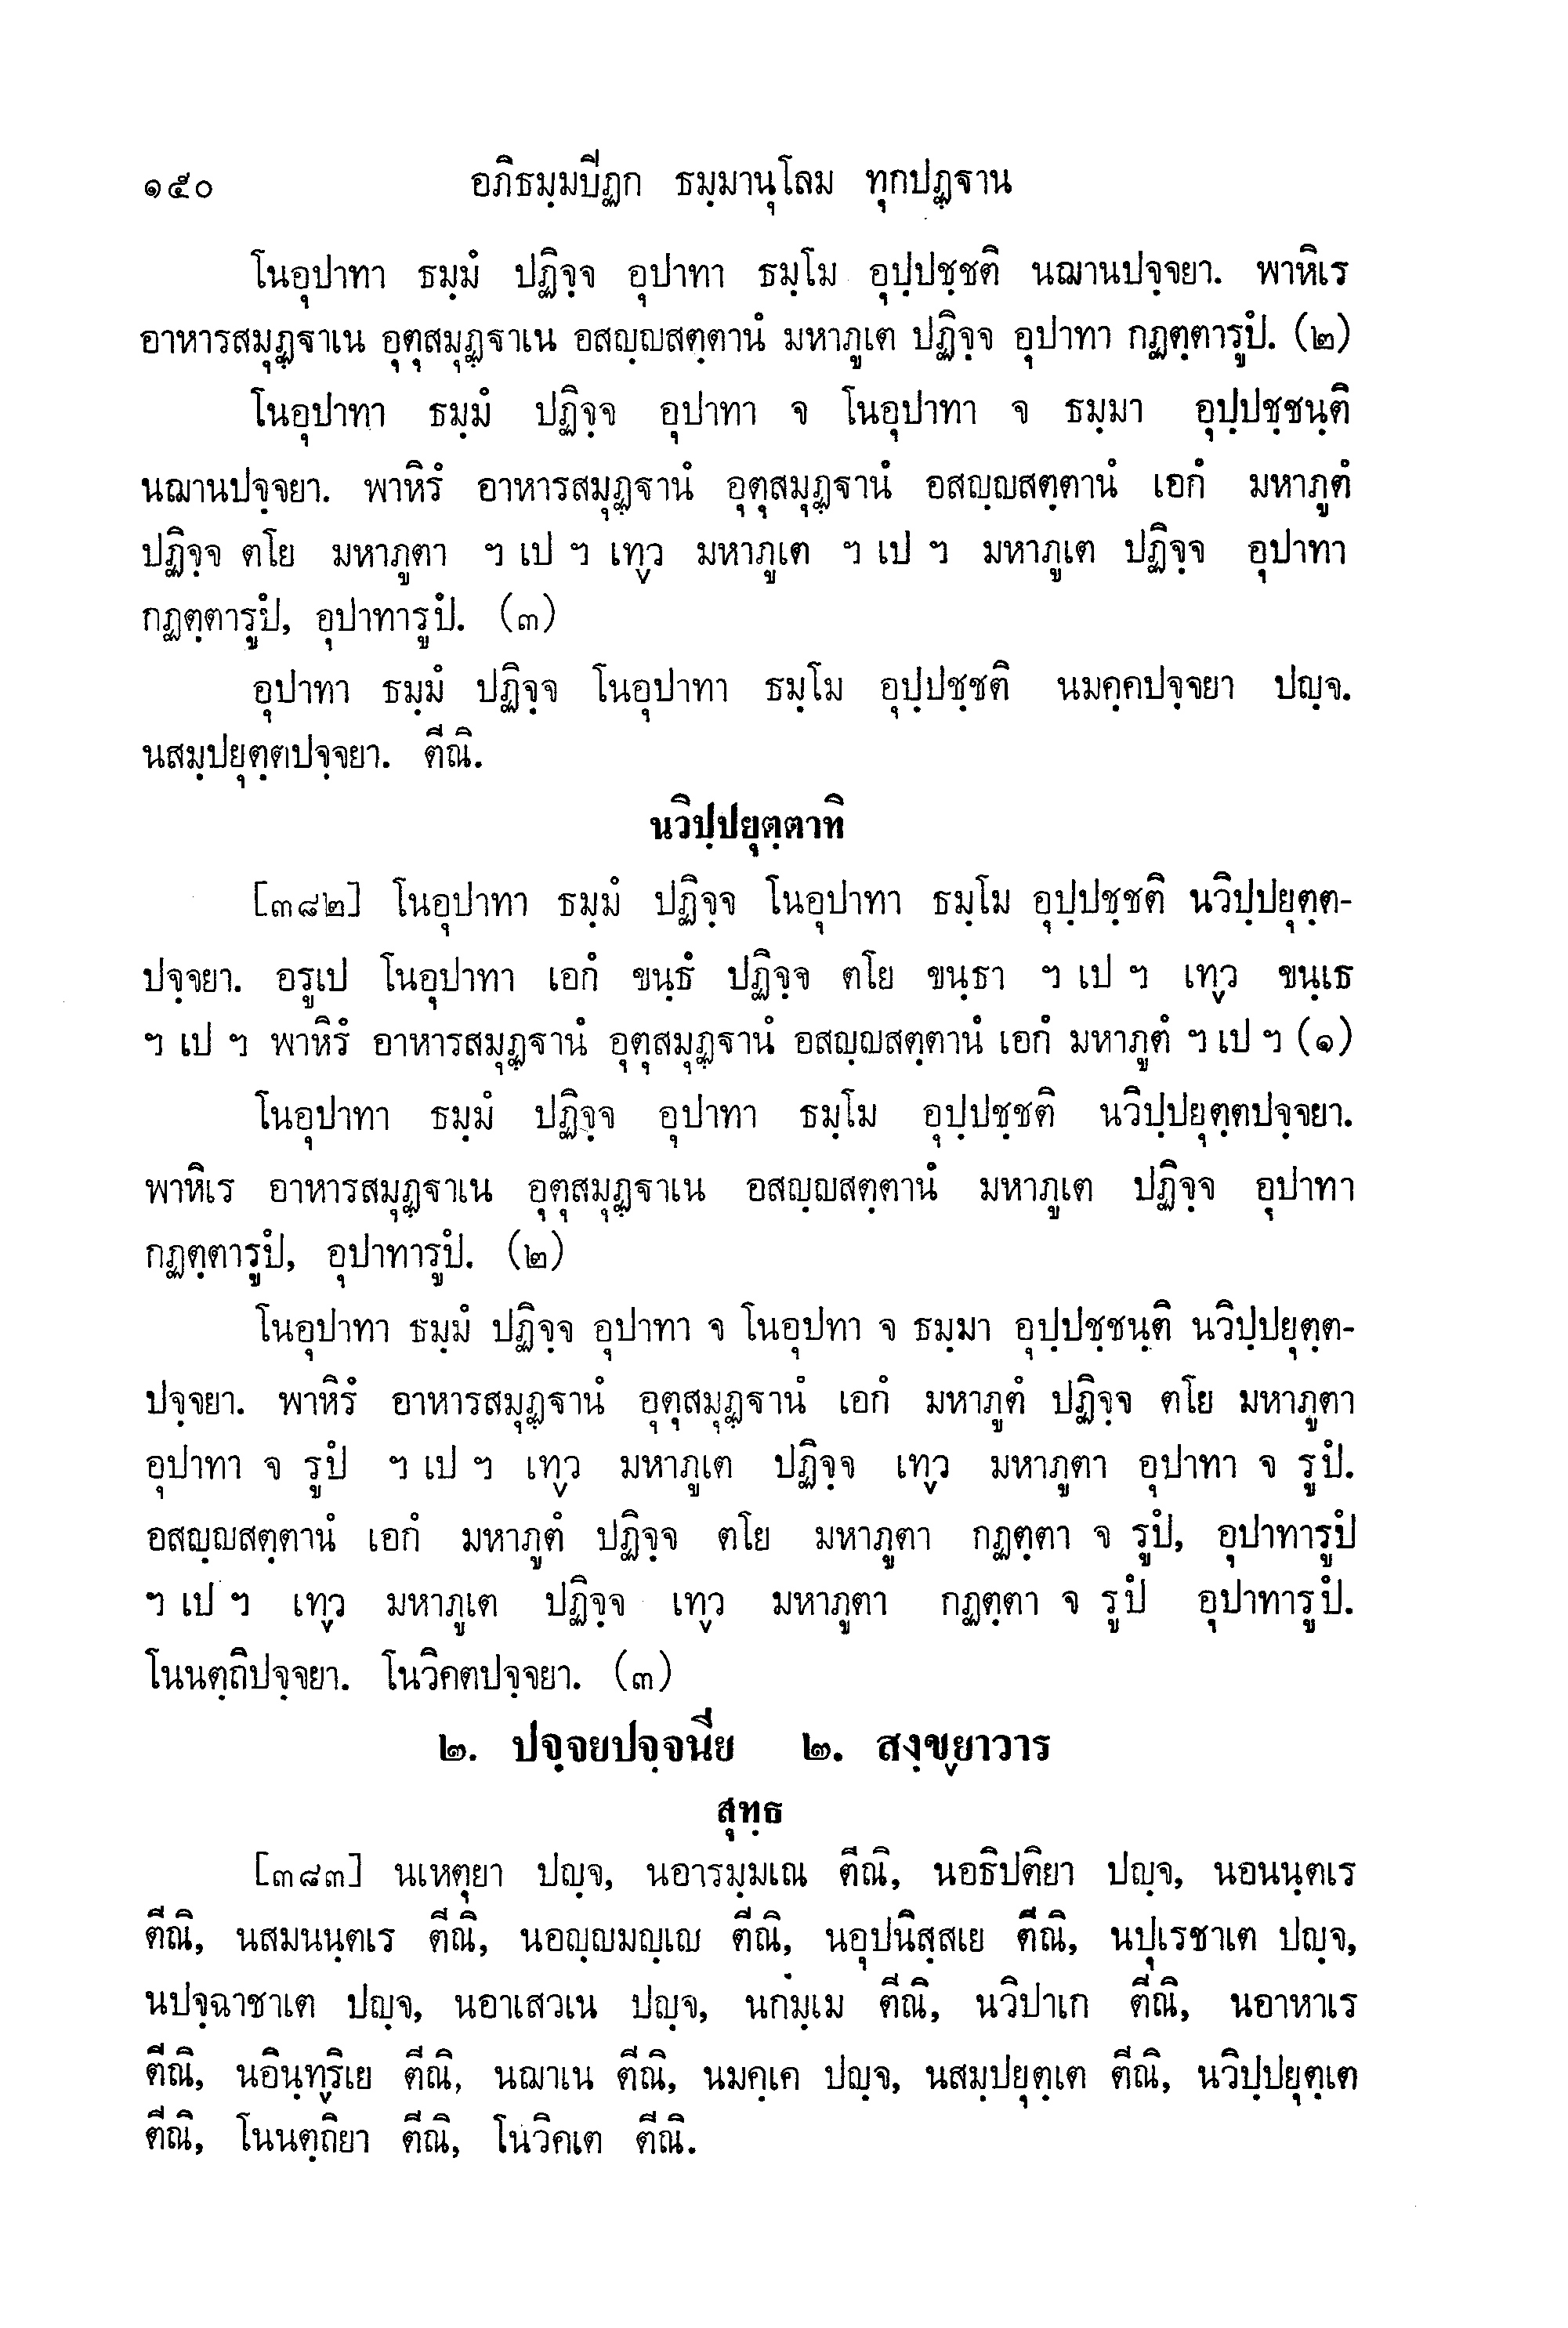 ๑๕๐ อภิธมฺมปีฏก ธมฺมานุโลม ทุกปฏฺฐาน
โนอุปาทา ธมฺมํ ปฏิจฺจ อุปาทา ธมฺโม อุปฺปชฺชติ นฌานปจฺจยา. พาหิเร
อาหารสมุฏฺฐาเน อุตุสมุฏฺฐาเน อสญฺญสตฺตานํ มหาภูเต ปฏิจฺจ อุปาทา กฏตฺตารูปํ. (๒)
โนอุปาทา ธมฺมํ ปฏิจฺจ อุปาทา จ โนอุปาทา จ ธมฺมา อุปฺปชฺชนฺติ
นฌานปจฺจยา. พาหิรํ อาหารสมุฏฺฐานํ อุตุสมุฏฺฐานํ อสญฺญสตฺตานํ เอกํ มหาภูตํ
ปฏิจฺจ ตโย มหาภูตา ฯ เป ฯ เทฺว มหาภูเต ฯ เป ฯ มหาภูเต ปฏิจฺจ อุปาทา
กฏตฺตารูปํ, อุปาทารูปํ. (๓)
อุปาทา ธมฺมํ ปฏิจฺจ โนอุปาทา ธมฺโม อุปฺปชฺชติ นมคฺคปจฺจยา ปญฺจ.
นสมฺปยุตฺตปจฺจยา. ตีณิ.
นวิปฺปยุตฺตาทิ
[๓๘๒] โนอุปาทา ธมฺมํ ปฏิจฺจ โนอุปาทา ธมฺโม อุปฺปชฺชติ นวิปฺปยุตฺต-
ปจฺจยา. อรูเป โนอุปาทา เอกํ ขนฺธํ ปฏิจฺจ ตโย ขนฺธา ฯ เป ฯ เทฺว ขนฺเธ
ฯ เป ฯ พาหิรํ อาหารสมุฏฺฐานํ อุตุสมุฏฺฐานํ อสญฺญสตฺตานํ เอกํ มหาภูตํ ฯ เป ฯ (๑)
โนอุปาทา ธมฺมํ ปฏิจฺจ อุปาทา ธมฺโม อุปฺปชฺชติ นวิปฺปยุตฺตปจฺจยา.
พาหิเร อาหารสมุฏฺฐาเน อุตุสมุฏฺฐาเน อสญฺญสตฺตานํ มหาภูเต ปฏิจฺจ อุปาทา
กฏตฺตารูปํ, อุปาทารูปํ. (๒)
โนอุปาทา ธมฺมํ ปฏิจฺจ อุปาทา จ โนอุปทา จ ธมฺมา อุปฺปชฺชนฺติ นวิปฺปยุตฺต-
ปจฺจยา. พาหิรํ อาหารสมุฏฺฐานํ อุตุสมุฏฺฐานํ เอกํ มหาภูตํ ปฏิจฺจ ตโย มหาภูตา
อุปาทา จ รูปํ ฯ เป ฯ เทฺว มหาภูเต ปฏิจฺจ เทฺว มหาภูตา อุปาทา จ รูปํ.
อสญฺญสตฺตานํ เอกํ มหาภูตํ ปฏิจฺจ ตโย มหาภูตา กฏตฺตา จ รูปํ, อุปาทารูปํ
ฯ เป ฯ เทฺว มหาภูเต ปฏิจฺจ เทฺว มหาภูตา กฏตฺตา จ รูปํ อุปาทารูปํ.
โนนตฺถิปจฺจยา. โนวิคตปจฺจยา. (๓)
๒. ปจฺจยปจฺจนีย ๒. สงฺขฺยาวาร
สุทฺธ
[๓๘๓] นเหตุยา ปญฺจ, นอารมฺมเณ ตีณิ, นอธิปติยา ปญฺจ, นอนนฺตเร
ตีณิ, นสมนนฺตเร ตีณิ, นอญฺญมญฺเญ ตีณิ, นอุปนิสฺสเย ตีณิ, นปุเรชาเต ปญฺจ,
นปจฺฉาชาเต ปญฺจ, นอาเสวเน ปญฺจ, นกมฺเม ตีณิ, นวิปาเก ตีณิ, นอาหาเร
ตีณิ, นอินฺทฺริเย ตีณิ, นฌาเน ตีณิ, นมคฺเค ปญฺจ, นสมฺปยุตฺเต ตีณิ, นวิปฺปยุตฺเต
ตีณิ, โนนตฺถิยา ตีณิ, โนวิคเต ตีณิ.